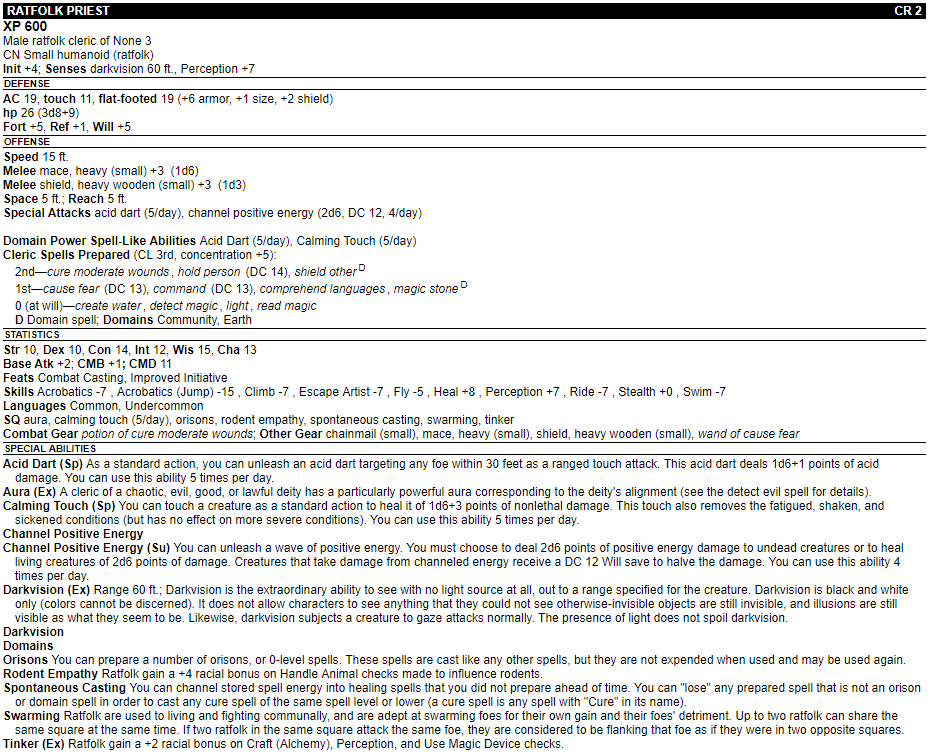 RATFOLK PRIEST CR 2
XP 600
Male ratfolk cleric of None 3
CN Small humanoid (ratfolk)
Init +4; Senses darkvision 60 ft., Perception +7
DEFENSE
AC 19, touch 11, flat-footed 19 (+6 armor, +1 size, +2 shield)
hp 26 (3d8+9)
Fort +5, Ref +1, Will +5
OFFENSE
Speed 15 ft.
Melee mace, heavy (small) +3 (1d6)
Melee shield, heavy wooden (small) +3 (1d3)
Space 5 ft.; Reach 5 ft.
Special Attacks acid dart (5/day), channel positive energy (2d6, DC 12, 4/day)
Domain Power Spell-Like Abilities Acid Dart (5/day), Calming Touch (5/day)
Cleric Spells Prepared (CL 3rd, concentration +5):
2nd—cure moderate wounds , hold person (DC 14), shield other D
1st—cause fear (DC 13), command (DC 13), comprehend languages , magic stone D
0 (at will)—create water , detect magic , light , read magic
D Domain spell; Domains Community, Earth
STATISTICS
Str 10, Dex 10, Con 14, Int 12, Wis 15, Cha 13
Base Atk +2; CMB +1; CMD 11
Feats Combat Casting, Improved Initiative
Skills Acrobatics -7 , Acrobatics (Jump) -15 , Climb -7 , Escape Artist -7 , Fly -5 , Heal +8 , Perception +7 , Ride -7 , Stealth +0 , Swim -7
Languages Common, Undercommon
SQ aura, calming touch (5/day), orisons, rodent empathy, spontaneous casting, swarming, tinker
Combat Gear potion of cure moderate wounds; Other Gear chainmail (small), mace, heavy (small), shield, heavy wooden (small), wand of cause fear
SPECIAL ABILITIES
Acid Dart (Sp) As a standard action, you can unleash an acid dart targeting any foe within 30 feet as a ranged touch attack. This acid dart deals 1d6+1 points of acid
damage. You can use this ability 5 times per day.
Aura (Ex) A cleric of a chaotic, evil, good, or lawful deity has a particularly powerful aura corresponding to the deity's alignment (see the detect evil spell for details).
Calming Touch (Sp) You can touch a creature as a standard action to heal it of 1d6+3 points of nonlethal damage. This touch also removes the fatigued, shaken, and
sickened conditions (but has no effect on more severe conditions). You can use this ability 5 times per day.
Channel Positive Energy
Channel Positive Energy (Su) You can unleash a wave of positive energy. You must choose to deal 2d6 points of positive energy damage to undead creatures or to heal
living creatures of 2d6 points of damage. Creatures that take damage from channeled energy receive a DC 12 Will save to halve the damage. You can use this ability 4
times per day.
Darkvision (Ex) Range 60 ft.; Darkvision is the extraordinary ability to see with no light source at all, out to a range specified for the creature. Darkvision is black and white
only (colors cannot be discerned). It does not allow characters to see anything that they could not see otherwise-invisible objects are still invisible, and illusions are still
visible as what they seem to be. Likewise, darkvision subjects a creature to gaze attacks normally. The presence of light does not spoil darkvision.
Darkvision
Domains
Orisons You can prepare a number of orisons, or 0-level spells. These spells are cast like any other spells, but they are not expended when used and may be used again.
Rodent Empathy Ratfolk gain a +4 racial bonus on Handle Animal checks made to influence rodents.
Spontaneous Casting You can channel stored spell energy into healing spells that you did not prepare ahead of time. You can "lose" any prepared spell that is not an orison
or domain spell in order to cast any cure spell of the same spell level or lower (a cure spell is any spell with "Cure" in its name).
Swarming Ratfolk are used to living and fighting communally, and are adept at swarming foes for their own gain and their foes' detriment. Up to two ratfolk can share the
same square at the same time. If two ratfolk in the same square attack the same foe, they are considered to be flanking that foe as if they were in two opposite squares.
Tinker (Ex) Ratfolk gain a +2 racial bonus on Craft (Alchemy), Perception, and Use Magic Device checks.